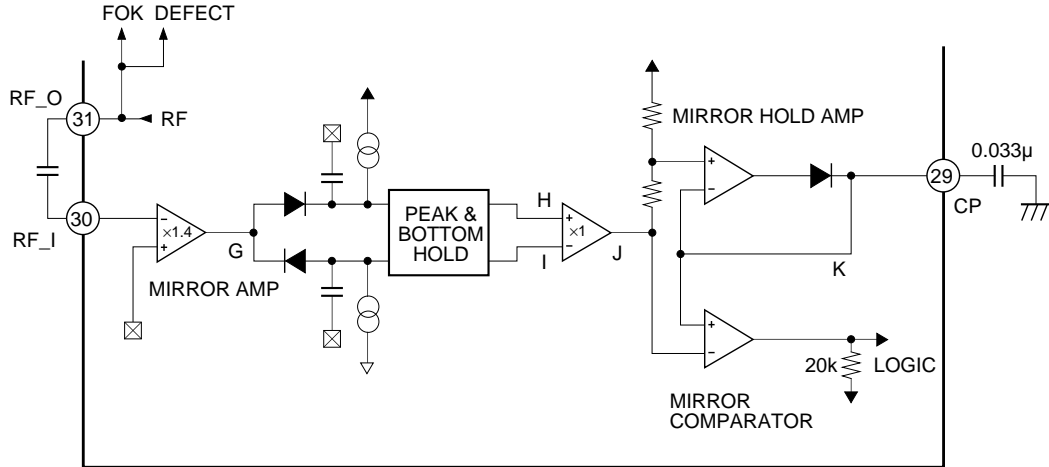 FOK DEFECT
RF_O
31
RF
30
RF_I
−
×1.4
+
G
MIRROR AMP
PEAK &
BOTTOM
HOLD
H
I
+
×1
−
J
MIRROR HOLD AMP
+
−
K
29
CP
0.033μ
+
−
20k
LOGIC
MIRROR
COMPARATOR